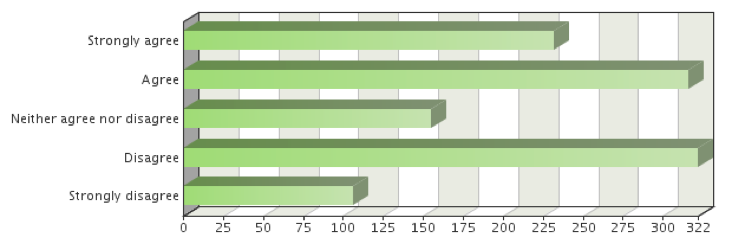 Strongly agree
Agree
Neither agree nor disagree
Disagree
Strongly disagree
0 25 50 75 100 125 150 175 200 225 250 275 300 322